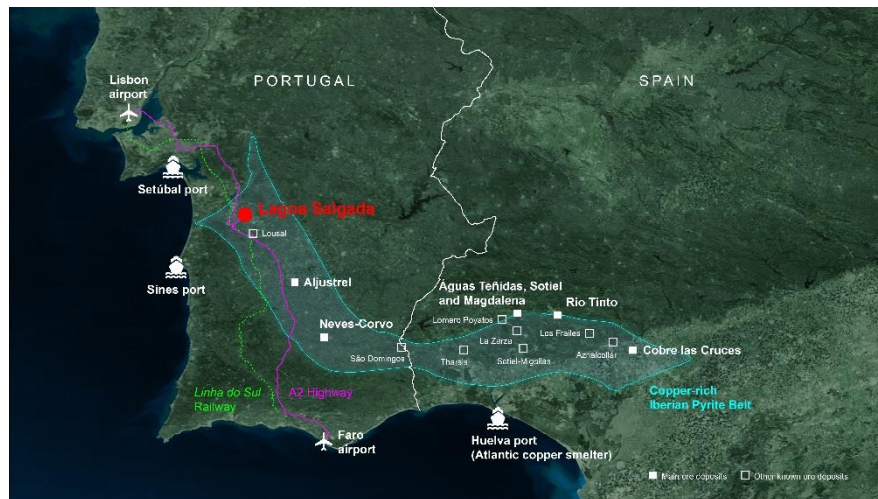 PORTUGAL
SPAIN
Lisbon
airport
Setúbal port
Lagoa Salgada
Lousal
Sines port
Aljustrel
Águas Teñidas, Sotiel
and Magdalena
Rio Tinto
Lomero Poyatos
Neves-Corvo
La Zarza
Los Frailes
São Domingos
Tharsis
Sotiel-Migollas
Aznalcollar
Cobre las Cruces
Linha do Sul
Railway
A2 Highway
Copper-rich
Iberian Pyrite Belt
Faro
airport
Huelva port
(Atlantic copper smelter)
Main ore deposits
Other known ore deposits